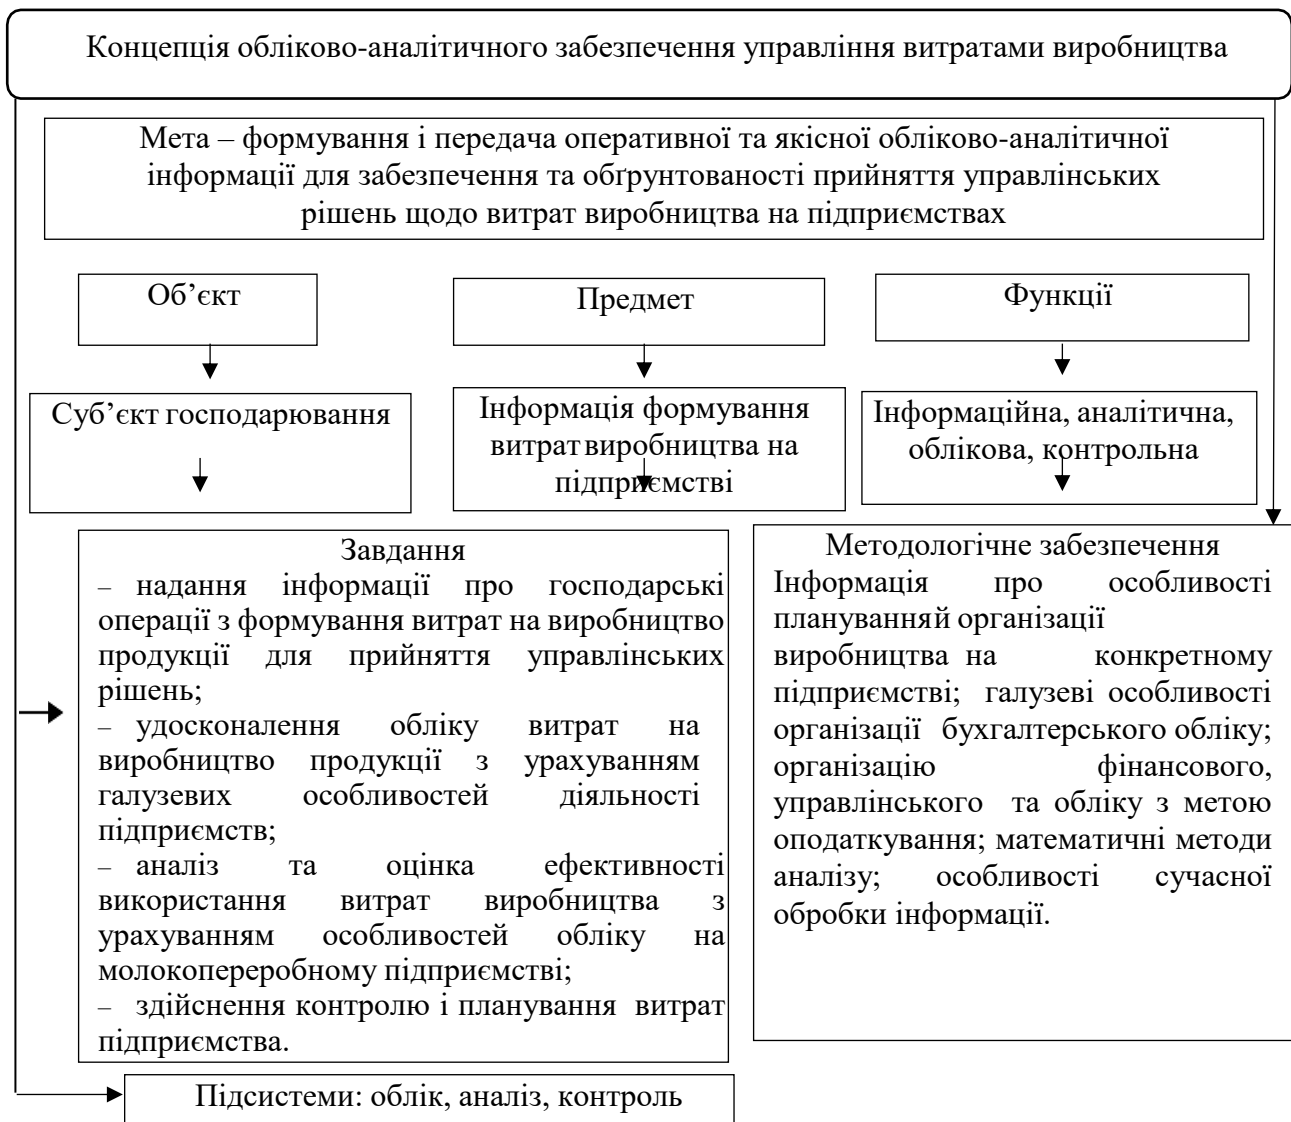 Концепція обліково-аналітичного забезпечення управління витратами виробництва
Мета – формування і передача оперативної та якісної обліково-аналітичної
інформації для забезпечення та обґрунтованості прийняття управлінських
рішень щодо витрат виробництва на підприємствах
Об’єкт
Предмет
Функції
Суб’єкт господарювання
Інформація формування
витрат виробництва на
підприємстві
Інформаційна, аналітична,
облікова, контрольна
Завдання
– надання інформації про господарські
операції з формування витрат на виробництво
продукції для прийняття управлінських
рішень;
– удосконалення обліку витрат на
виробництво продукції з урахуванням
галузевих особливостей діяльності
підприємств;
– аналіз та оцінка ефективності
використання витрат виробництва з
урахуванням особливостей обліку на
молокопереробному підприємстві;
– здійснення контролю і планування витрат
підприємства.
Методологічне забезпечення
Інформація про особливості
плануванняй організації
виробництва на конкретному
підприємстві; галузеві особливості
організації бухгалтерського обліку;
організацію фінансового,
управлінського та обліку з метою
оподаткування; математичні методи
аналізу; особливості сучасної
обробки інформації.
Підсистеми: облік, аналіз, контроль